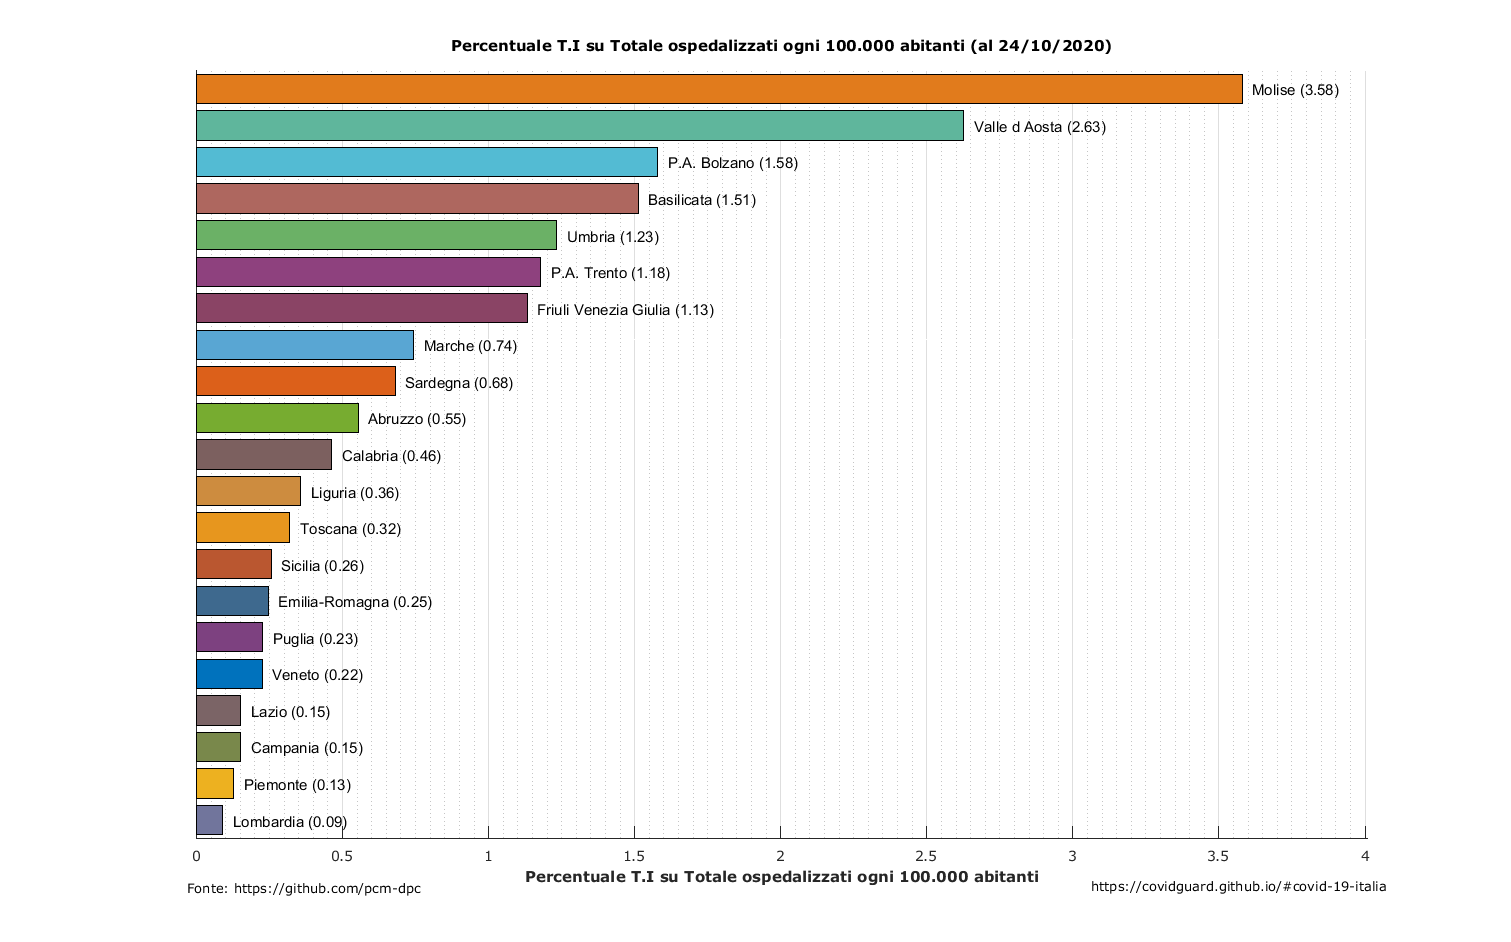 Percentuale T.I su Totale ospedalizzati ogni 100.000 abitanti (al 24/10/2020)
Molise (3.58)
Valle d Aosta (2.63)
P.A. Bolzano (1.58)
Basilicata (1.51)
Umbria (1.23)
P.A. Trento (1.18)
Friuli Venezia Giulia (1.13)
Marche (0.74)
Sardegna (0.68)
Abruzzo (0.55)
Calabria (0.46)
Liguria (0.36)
Toscana (0.32)
Sicilia (0.26)
Emilia-Romagna (0.25)
Puglia (0.23)
Veneto (0.22)
Lazio (0.15)
Campania (0.15)
Piemonte (0.13)
Lombardia (0.09)
0 0.5 1 1.5 2 2.5 3 3.5 4
Percentuale T.I su Totale ospedalizzati ogni 100.000 abitanti
Fonte: https://github.com/pcm-dpc
https://covidguard.github.io/#covid-19-italia